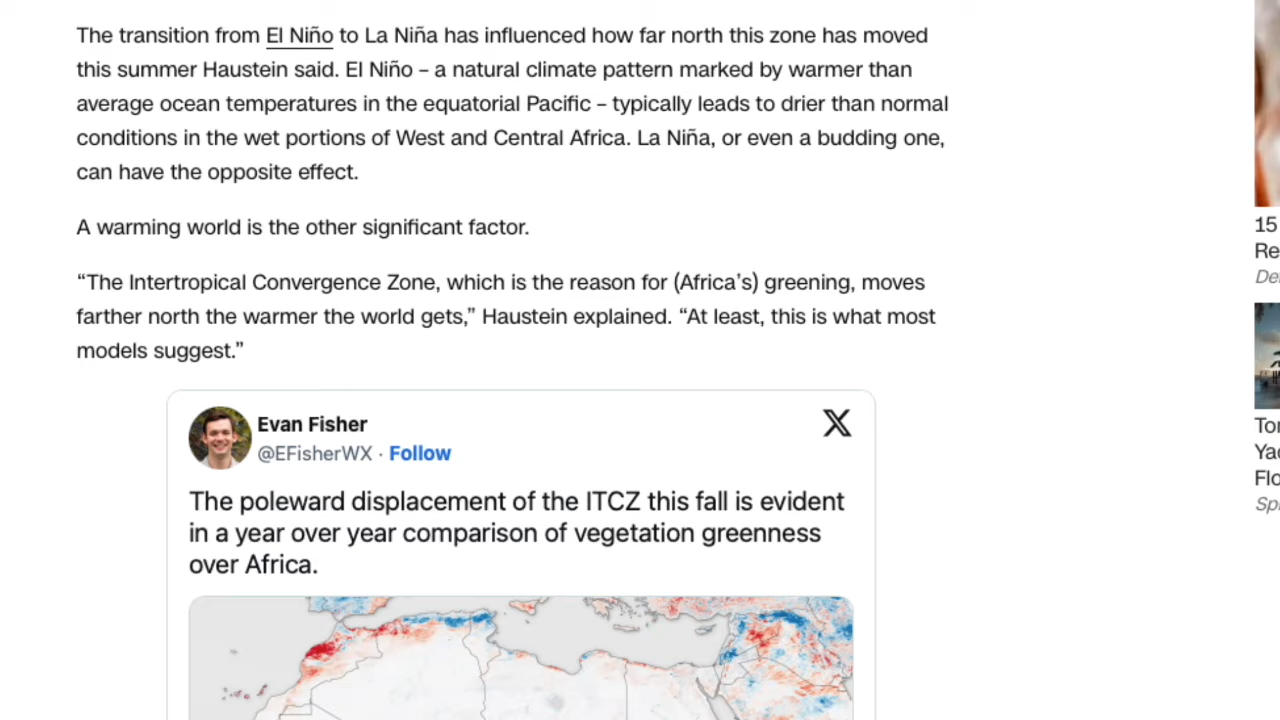 The transition from El Niño to La Niña has influenced how far north this zone has moved
this summer Haustein said. El Niño – a natural climate pattern marked by warmer than
average ocean temperatures in the equatorial Pacific – typically leads to drier than normal
conditions in the wet portions of West and Central Africa. La Niña, or even a budding one,
can have the opposite effect.
A warming world is the other significant factor.
“The Intertropical Convergence Zone, which is the reason for (Africa’s) greening, moves
farther north the warmer the world gets,” Haustein explained. “At least, this is what most
models suggest.”
Evan Fisher
@EFisherWX · Follow
The poleward displacement of the ITCZ this fall is evident
in a year over year comparison of vegetation greenness
over Africa.
15